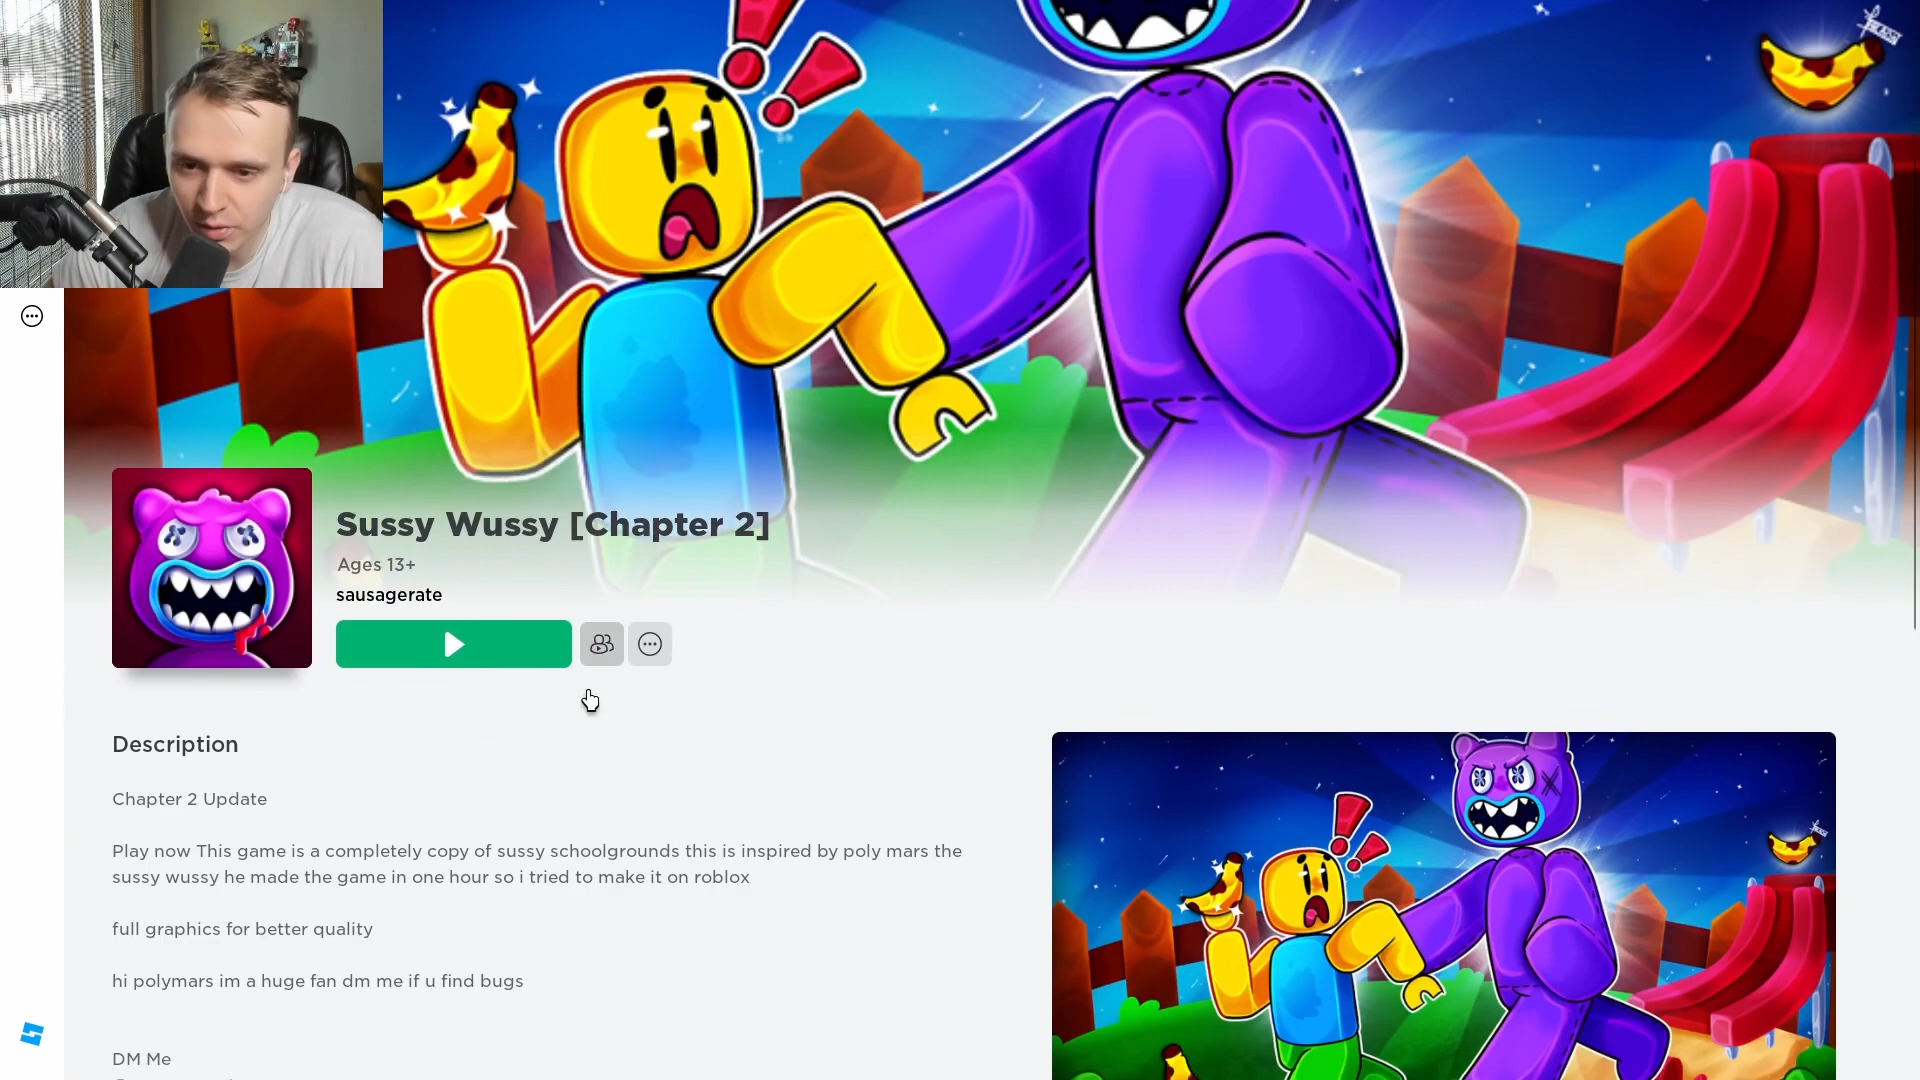 Sussy Wussy [Chapter 2]
Ages 13+
sausagerate
Description
Chapter 2 Update
Play now This game is a completely copy of sussy schoolgrounds this is inspired by poly mars the
sussy wussy he made the game in one hour so i tried to make it on roblox
full graphics for better quality
hi polymars im a huge fan dm me if u find bugs
DM Me